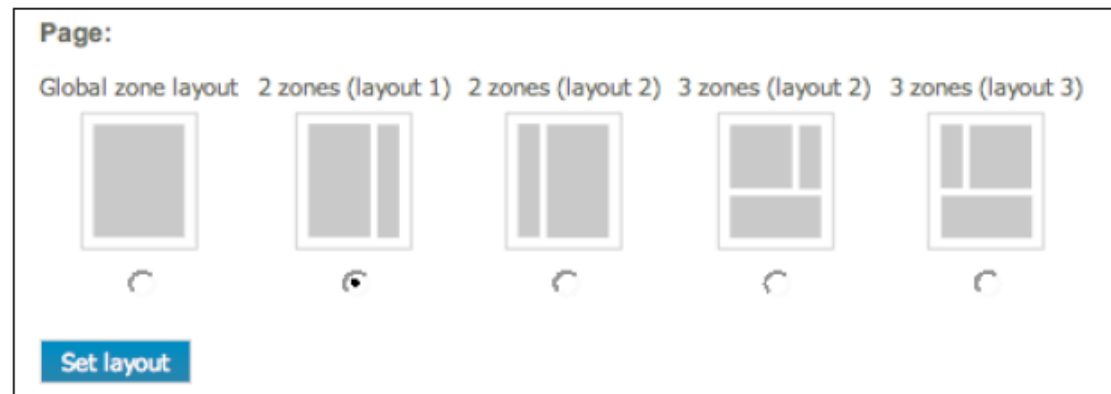 Page:
Global zone layout 2 zones (layout 1) 2 zones (layout 2) 3 zones (layout 2) 3 zones (layout 3)
Set layout